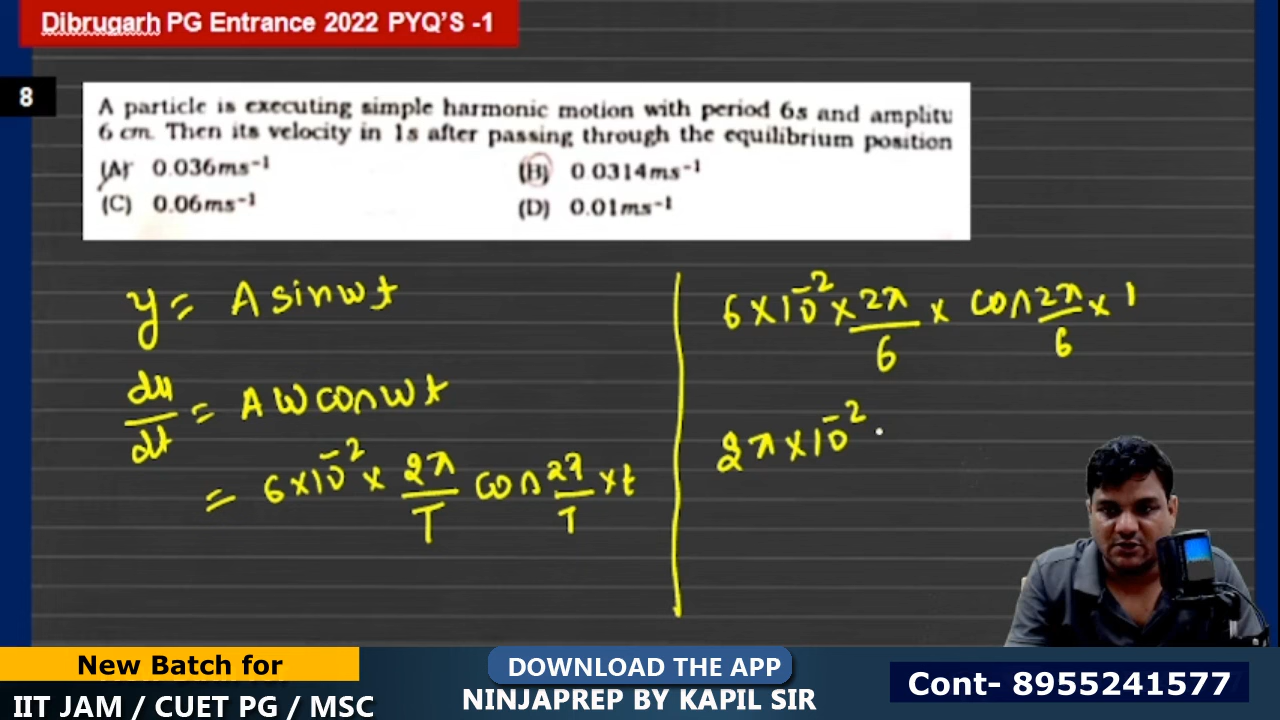 Dibrugarh PG Entrance 2022 PYQ'S -1
8
A particle is executing simple harmonic motion with period 6s and amplitu
6 cm. Then its velocity in 1s after passing through the equilibrium position
(A) 0.036ms⁻¹
(B) 0.0314ms⁻¹
(C) 0.06ms⁻¹
(D) 0.01ms⁻¹
y = A sinωt
dy/dt = Aω cosωt
= 6×10⁻² × 2π/T cos 2π/T ×t
6×10⁻² × 2π/6 × cos 2π/6 × 1
2π×10⁻²
New Batch for
IIT JAM / CUET PG / MSC
DOWNLOAD THE APP
NINJAPREP BY KAPIL SIR
Cont- 8955241577